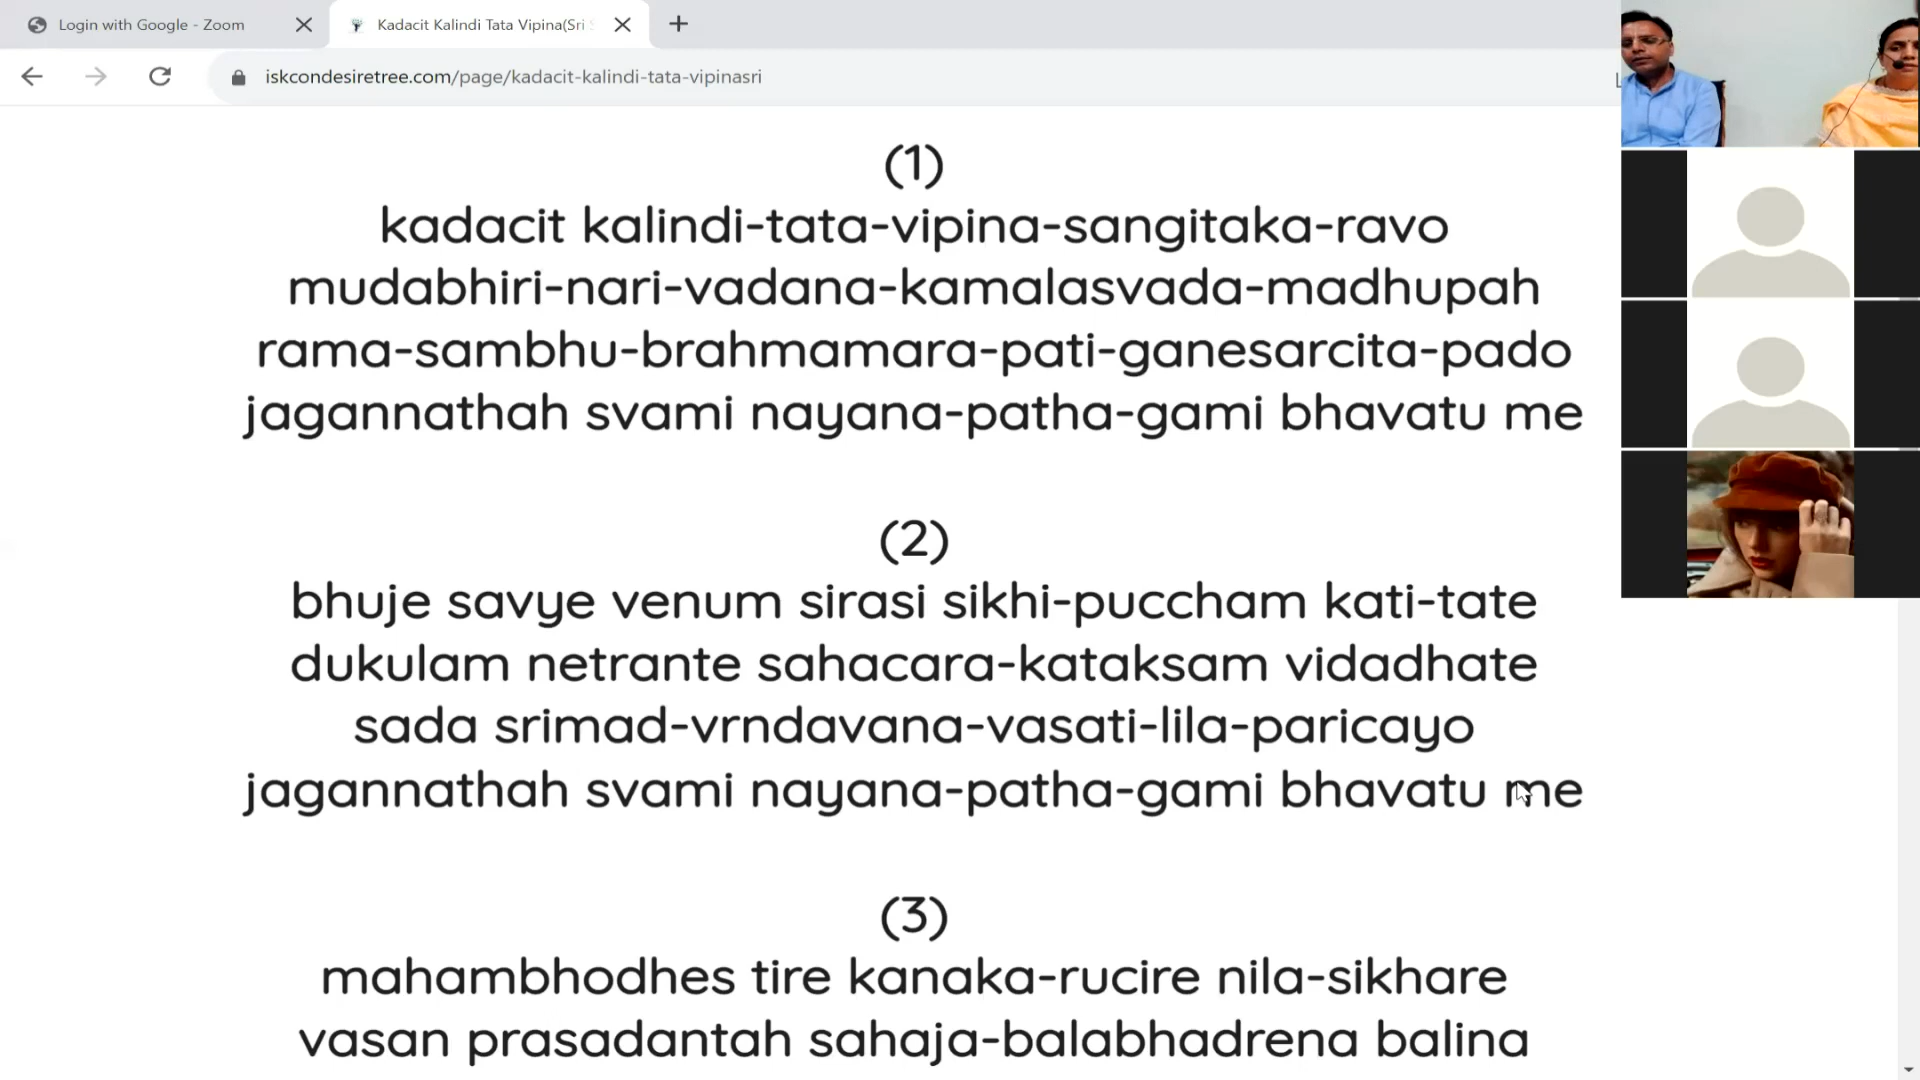 Login with Google - Zoom
Kadacit Kalindi Tata Vipina(Sri
iskcondesiretree.com/page/kadacit-kalindi-tata-vipinasri
(1)
kadacit kalindi-tata-vipina-sangitaka-ravo
mudabhiri-nari-vadana-kamalasvada-madhupah
rama-sambhu-brahmamara-pati-ganesarcita-pado
jagannathah svami nayana-patha-gami bhavatu me
(2)
bhuje savye venum sirasi sikhi-puccham kati-tate
dukulam netrante sahacara-kataksam vidadhate
sada srimad-vrndavana-vasati-lila-paricayo
jagannathah svami nayana-patha-gami bhavatu me
(3)
mahambhodhes tire kanaka-rucire nila-sikhare
vasan prasadantah sahaja-balabhadrena balina